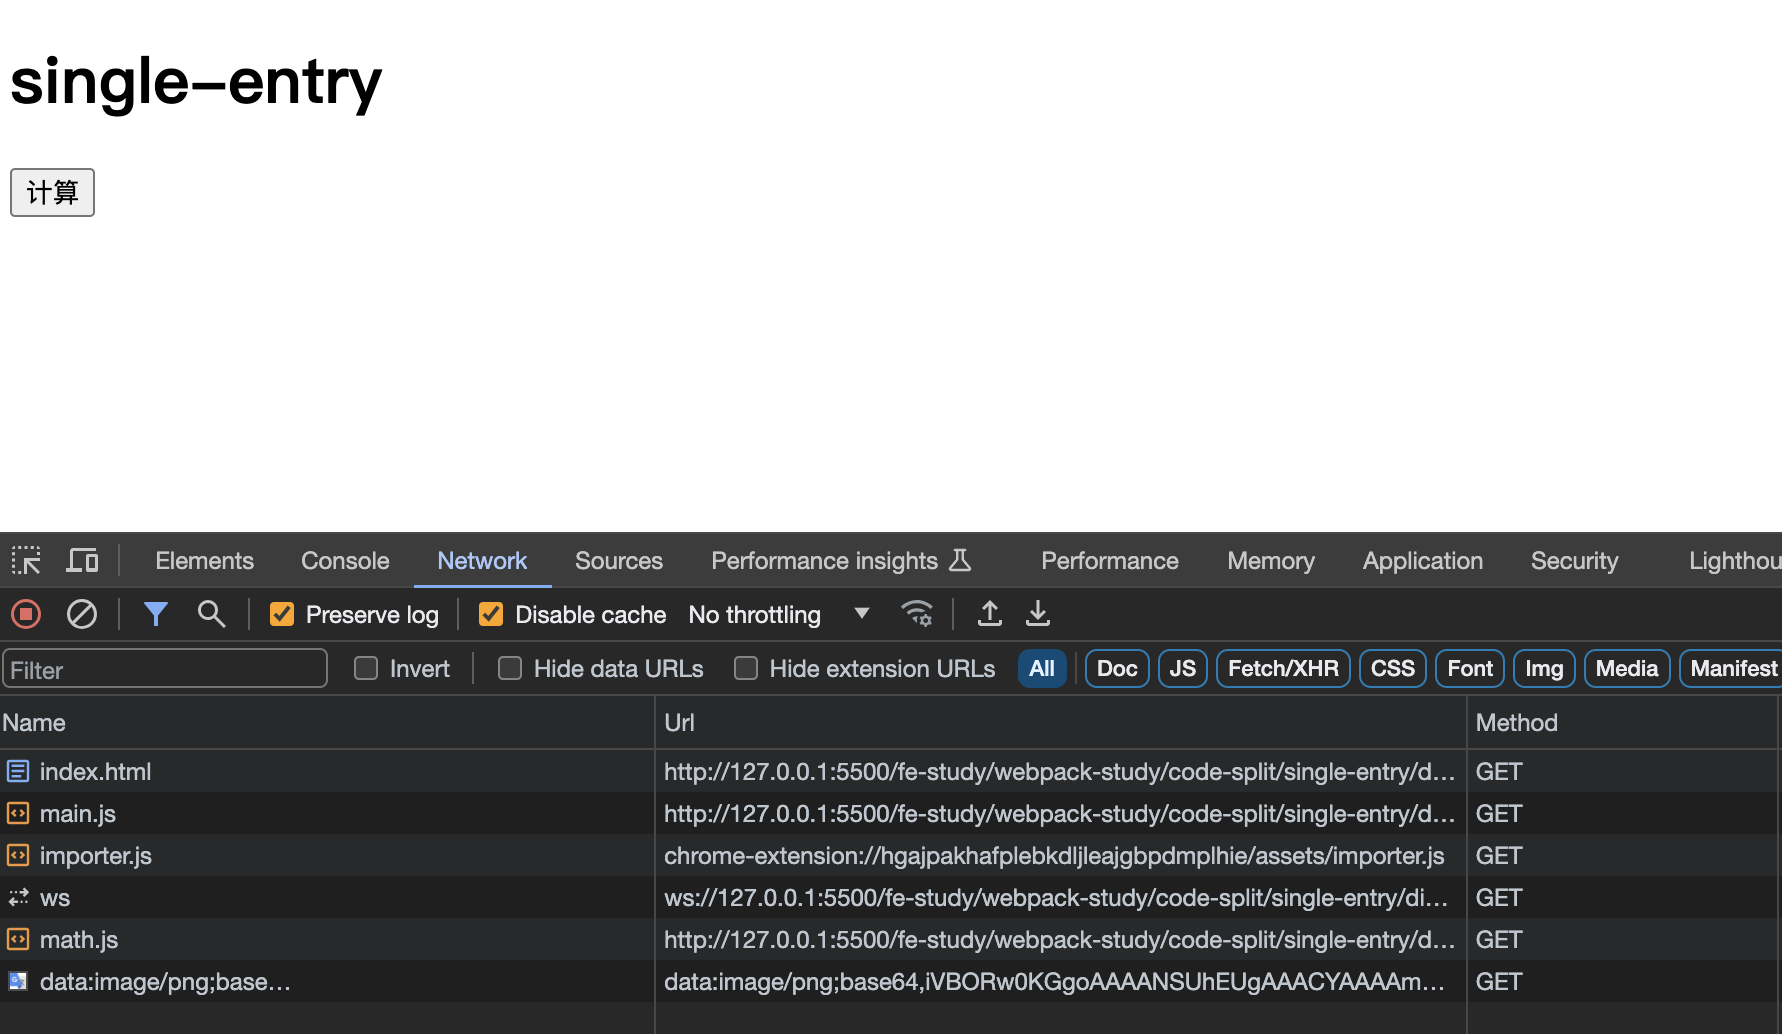 single-entry
计算
Elements Console Network Sources Performance insights Performance Memory Application Security Lighthou
Preserve log Disable cache No throttling
Filter Invert Hide data URLs Hide extension URLs All Doc JS Fetch/XHR CSS Font Img Media Manifest
Name Url Method
index.html http://127.0.0.1:5500/fe-study/webpack-study/code-split/single-entry/d... GET
main.js http://127.0.0.1:5500/fe-study/webpack-study/code-split/single-entry/d... GET
importer.js chrome-extension://hgajpakhafplebkdljleajgbpdmplhie/assets/importer.js GET
ws ws://127.0.0.1:5500/fe-study/webpack-study/code-split/single-entry/di... GET
math.js http://127.0.0.1:5500/fe-study/webpack-study/code-split/single-entry/d... GET
data:image/png;base... data:image/png;base64,iVBORw0KGgoAAAANSUhEUgAAACYAAAAm... GET